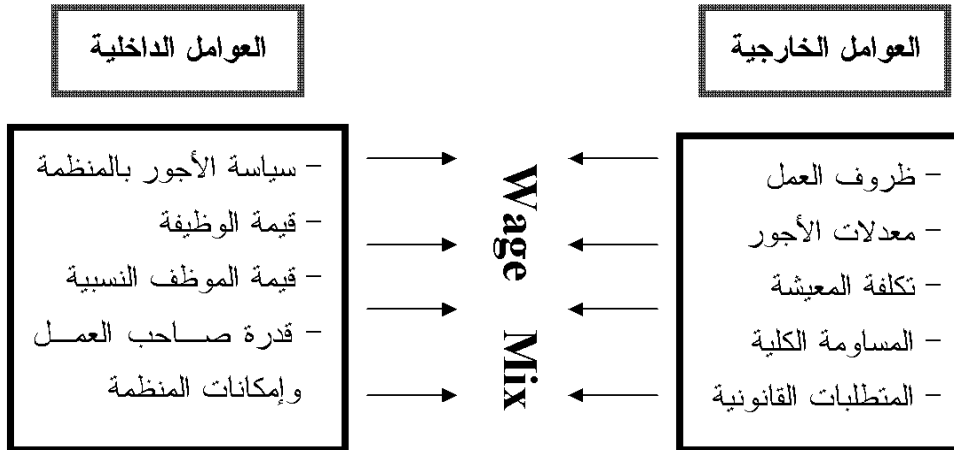 العوامل الخارجية
- ظروف العمل
- معدلات الأجور
- تكلفة المعيشة
- المساومة الكلية
- المتطلبات القانونية
Wage Mix
العوامل الداخلية
- سياسة الأجور بالمنظمة
- قيمة الوظيفة
- قيمة الموظف النسبية
- قدرة صاحب العمل
وإمكانات المنظمة